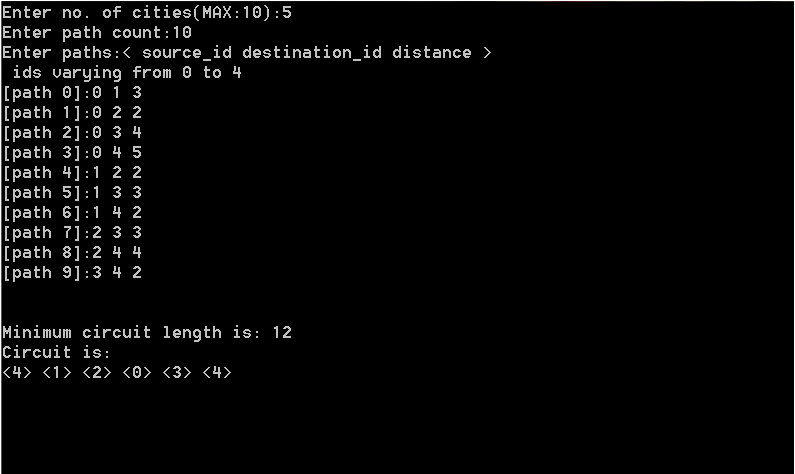 Enter no. of cities(MAX:10):5
Enter path count:10
Enter paths:< source_id destination_id distance >
 ids varying from 0 to 4
[path 0]:0 1 3
[path 1]:0 2 2
[path 2]:0 3 4
[path 3]:0 4 5
[path 4]:1 2 2
[path 5]:1 3 3
[path 6]:1 4 2
[path 7]:2 3 3
[path 8]:2 4 4
[path 9]:3 4 2
Minimum circuit length is: 12
Circuit is:
<4> <1> <2> <0> <3> <4>